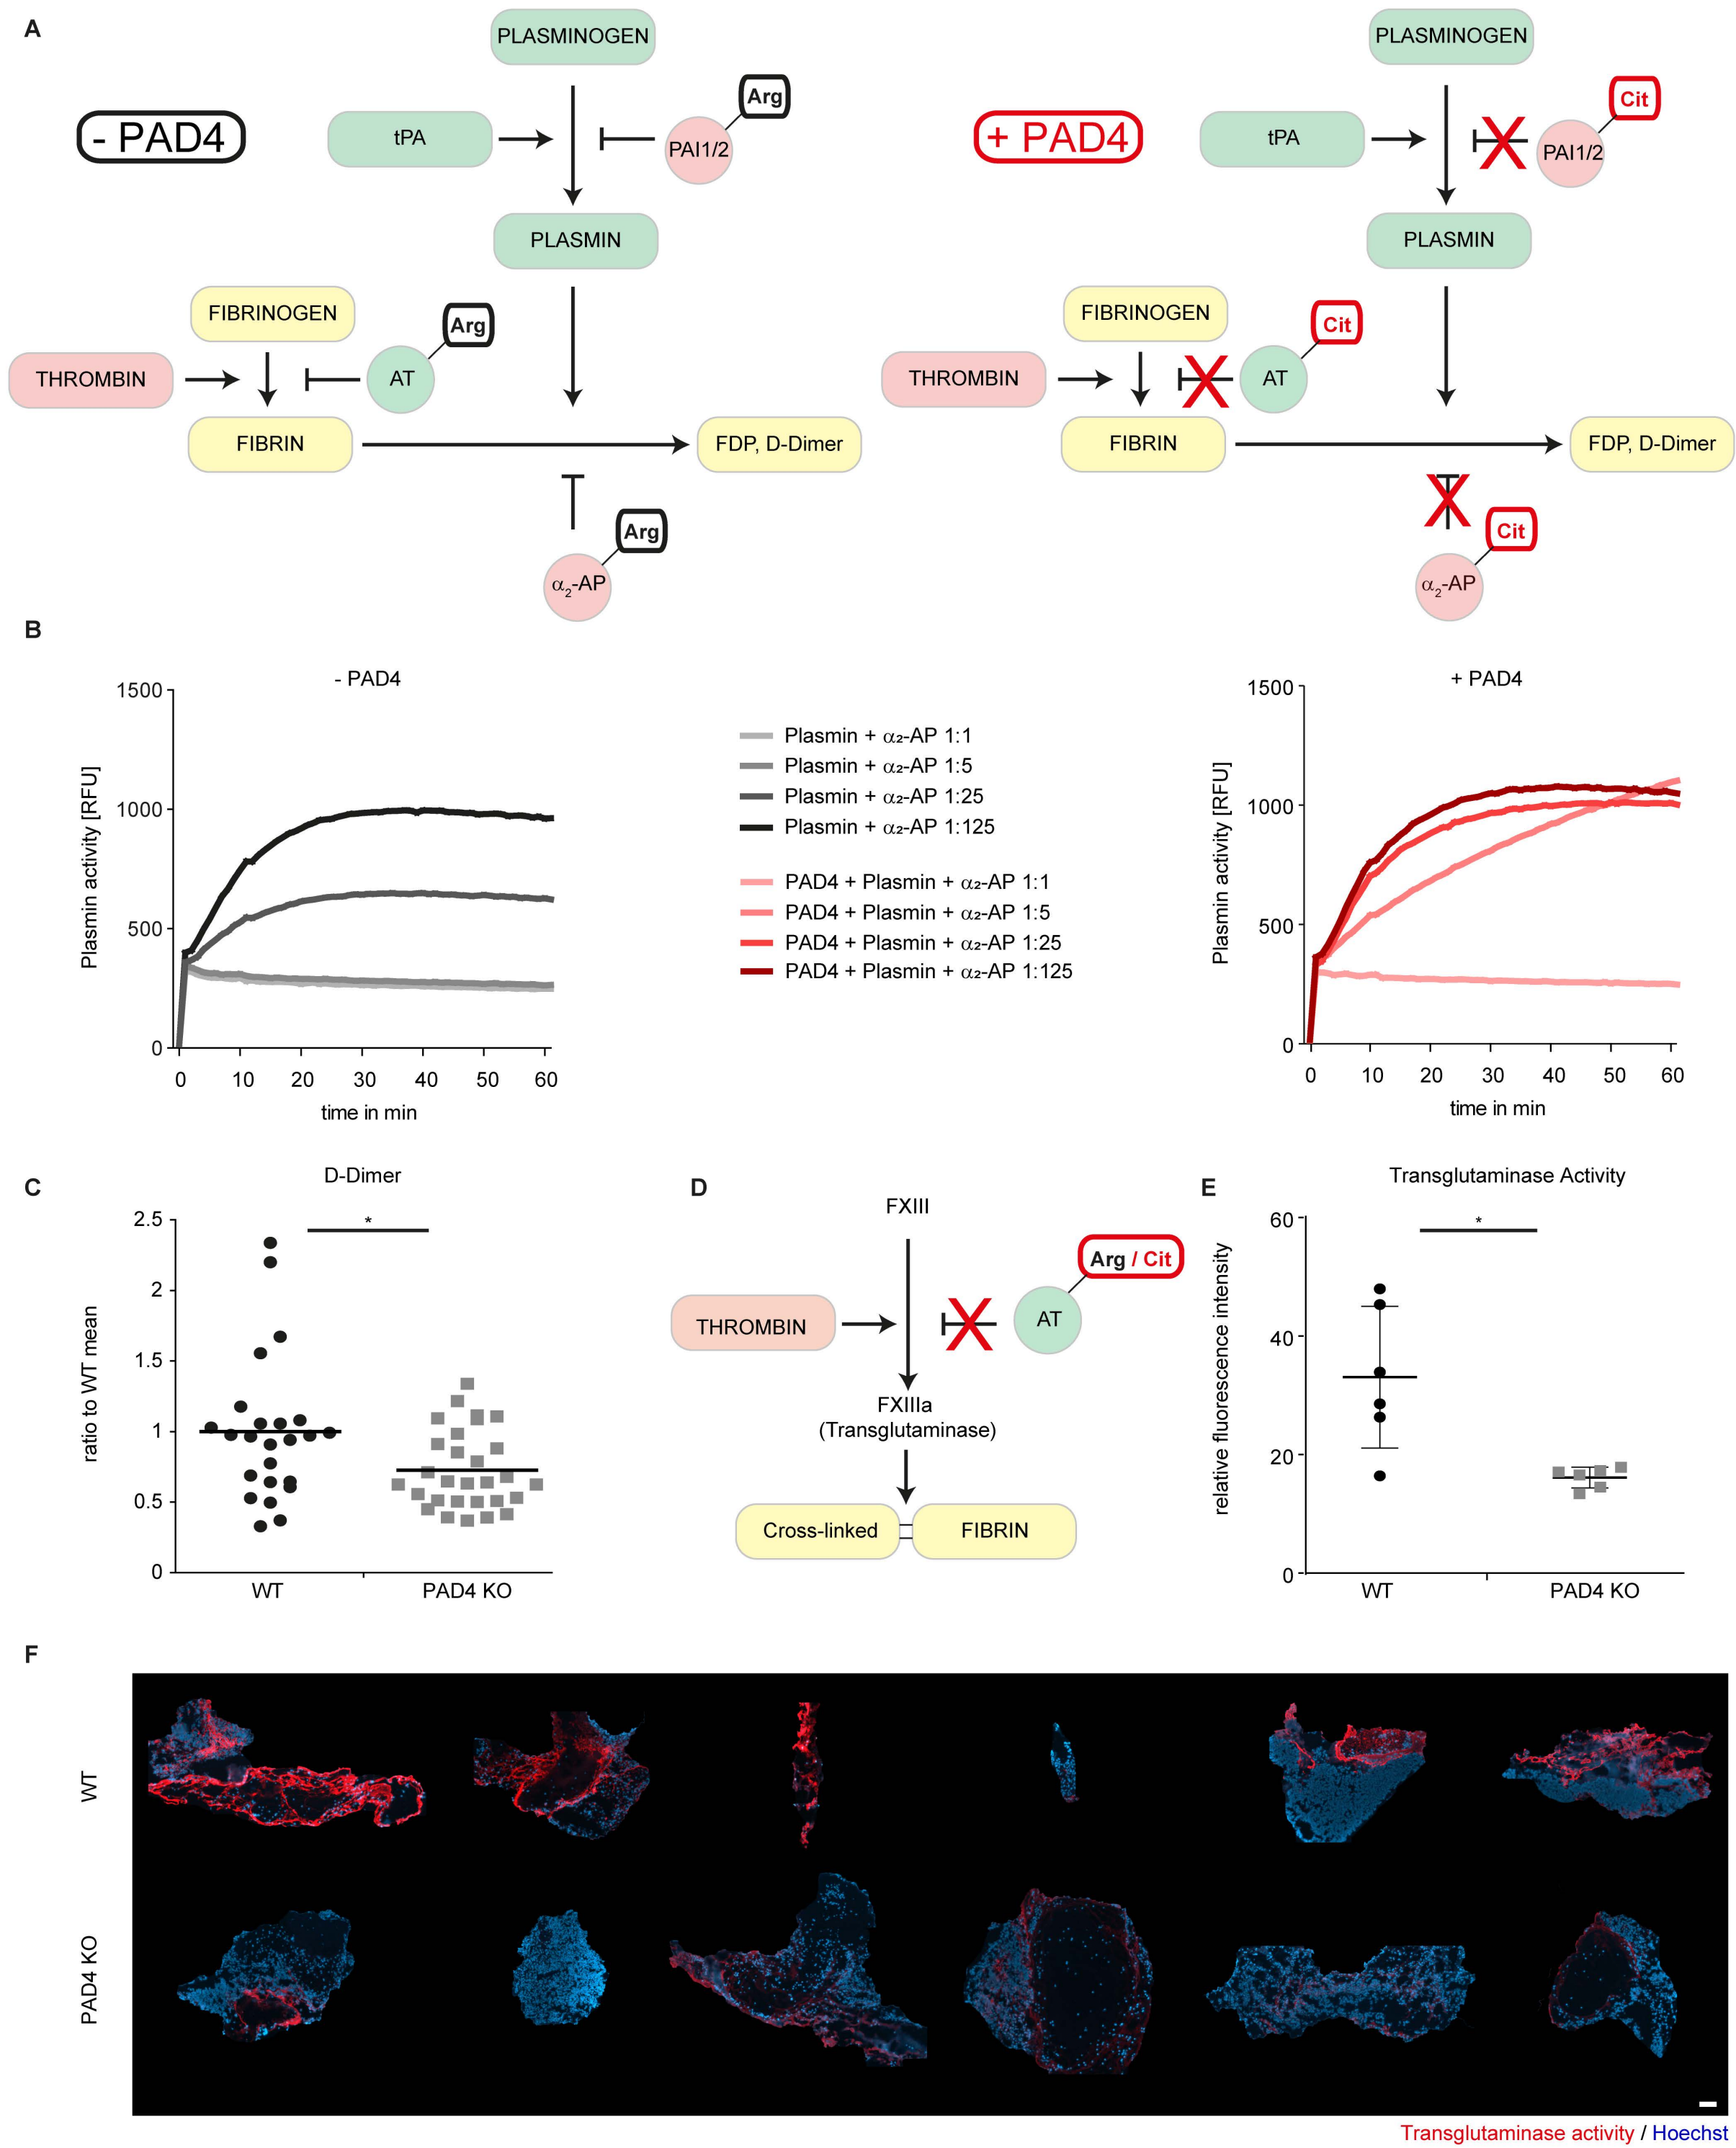 A
PLASMINOGEN
- PAD4
tPA
Arg
PAI1/2
PLASMIN
FIBRINOGEN
Arg
THROMBIN
AT
FIBRIN
FDP, D-Dimer
Arg
α2-AP
PLASMINOGEN
+ PAD4
tPA
Cit
PAI1/2
PLASMIN
FIBRINOGEN
Cit
THROMBIN
AT
FIBRIN
FDP, D-Dimer
Cit
α2-AP
B
- PAD4
Plasmin activity [RFU]
1500
1000
500
0
0 10 20 30 40 50 60
time in min
Plasmin + α₂-AP 1:1
Plasmin + α₂-AP 1:5
Plasmin + α₂-AP 1:25
Plasmin + α₂-AP 1:125
PAD4 + Plasmin + α₂-AP 1:1
PAD4 + Plasmin + α₂-AP 1:5
PAD4 + Plasmin + α₂-AP 1:25
PAD4 + Plasmin + α₂-AP 1:125
+ PAD4
Plasmin activity [RFU]
1500
1000
500
0
0 10 20 30 40 50 60
time in min
C
D-Dimer
ratio to WT mean
2.5
2
1.5
1
0.5
0
*
WT PAD4 KO
D
FXIII
Arg / Cit
THROMBIN
AT
FXIIIa
(Transglutaminase)
Cross-linked FIBRIN
E
Transglutaminase Activity
relative fluorescence intensity
60
40
20
0
*
WT PAD4 KO
F
WT
PAD4 KO
Transglutaminase activity / Hoechst